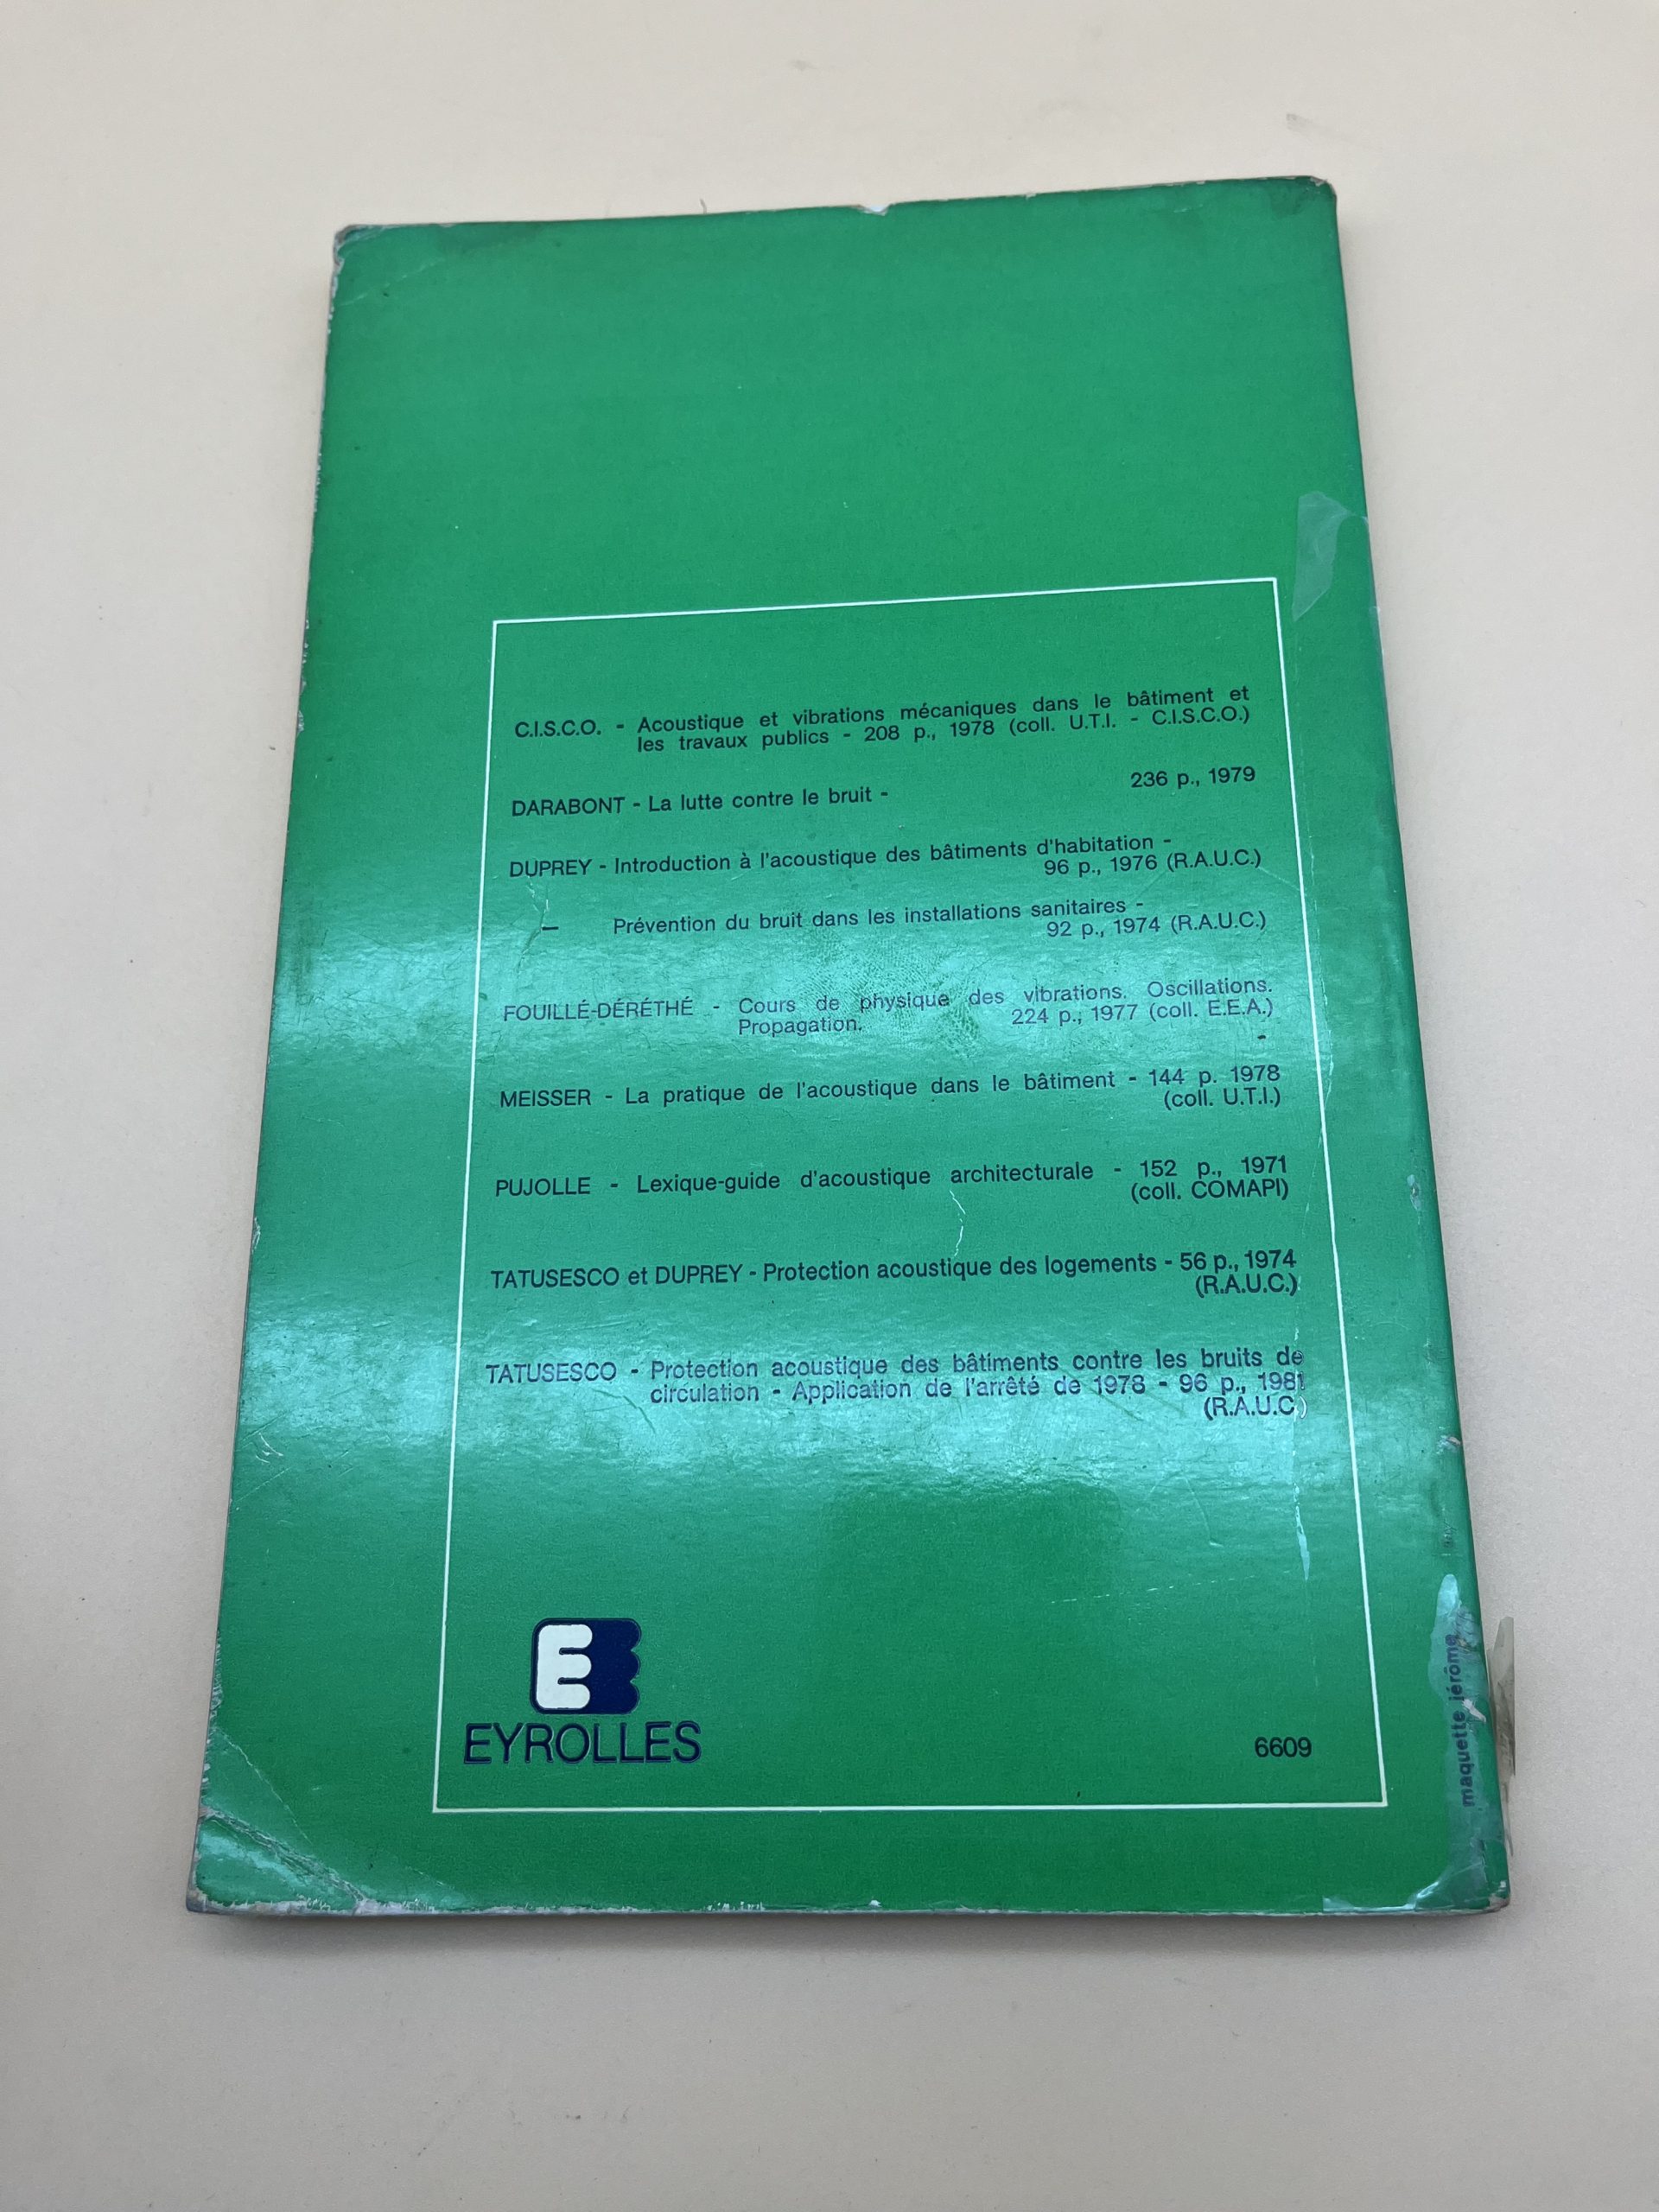 C.I.S.C.O. - Acoustique et vibrations mécaniques dans le bâtiment et
les travaux publics - 208 p., 1978 (coll. U.T.I. - C.I.S.C.O.)
DARABONT - La lutte contre le bruit - 236 p., 1979
DUPREY - Introduction à l'acoustique des bâtiments d'habitation -
96 p., 1976 (R.A.U.C.)
— Prévention du bruit dans les installations sanitaires -
92 p., 1974 (R.A.U.C.)
FOUILLÉ-DÉRÉTHÉ - Cours de physique des vibrations. Oscillations.
Propagation. 224 p., 1977 (coll. E.E.A.)
-
MEISSER - La pratique de l'acoustique dans le bâtiment - 144 p. 1978
(coll. U.T.I.)
PUJOLLE - Lexique-guide d'acoustique architecturale - 152 p., 1971
(coll. COMAPI)
TATUSESCO et DUPREY - Protection acoustique des logements - 56 p., 1974
(R.A.U.C.)
TATUSESCO - Protection acoustique des bâtiments contre les bruits de
circulation - Application de l'arrêté de 1978 - 96 p., 1981
(R.A.U.C.)
EYROLLES
6609
maquette jérôme